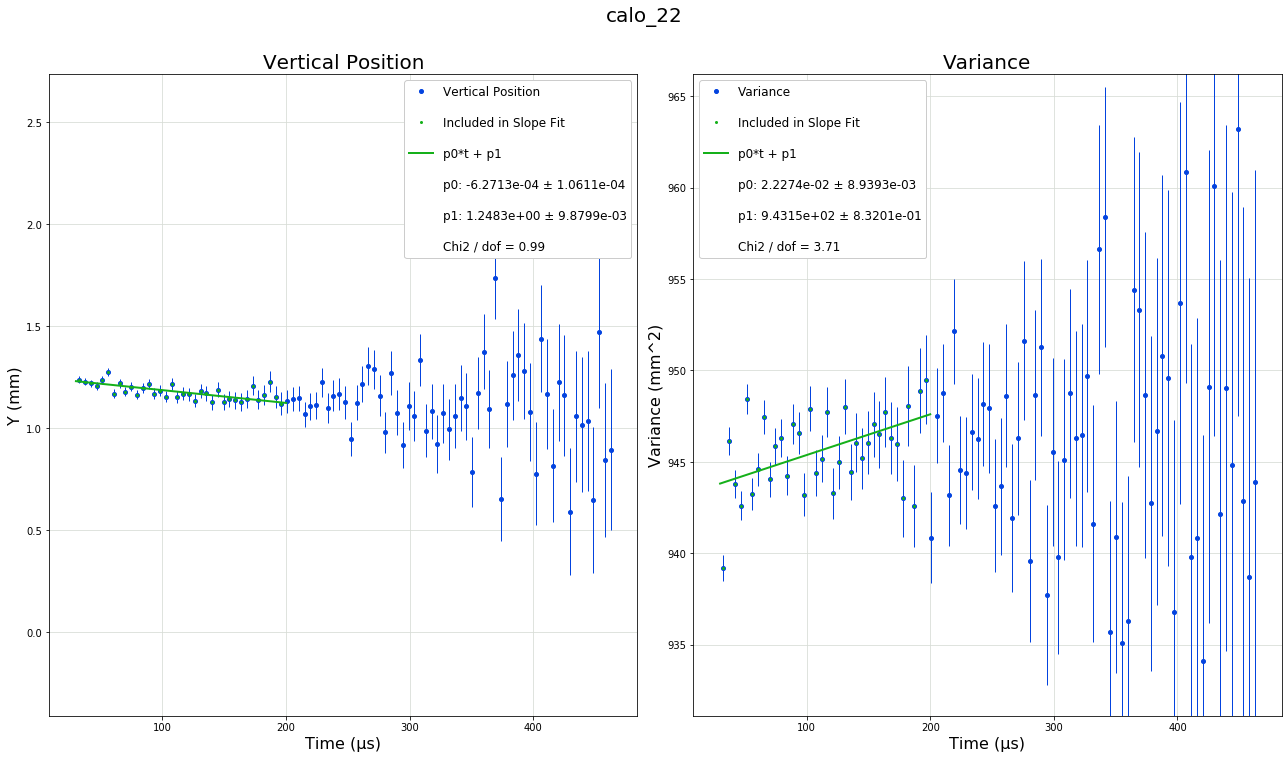 calo_22
Vertical Position
Vertical Position
Included in Slope Fit
p0*t + p1
p0: -6.2713e-04 ± 1.0611e-04
p1: 1.2483e+00 ± 9.8799e-03
Chi2 / dof = 0.99
2.5
2.0
1.5
1.0
0.5
0.0
Y (mm)
100 200 300 400
Time (μs)
Variance
Variance
Included in Slope Fit
p0*t + p1
p0: 2.2274e-02 ± 8.9393e-03
p1: 9.4315e+02 ± 8.3201e-01
Chi2 / dof = 3.71
965
960
955
950
945
940
935
Variance (mm^2)
100 200 300 400
Time (μs)